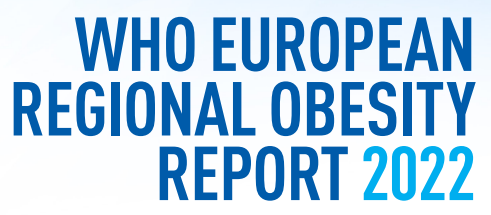 WHO EUROPEAN
REGIONAL OBESITY
REPORT 2022